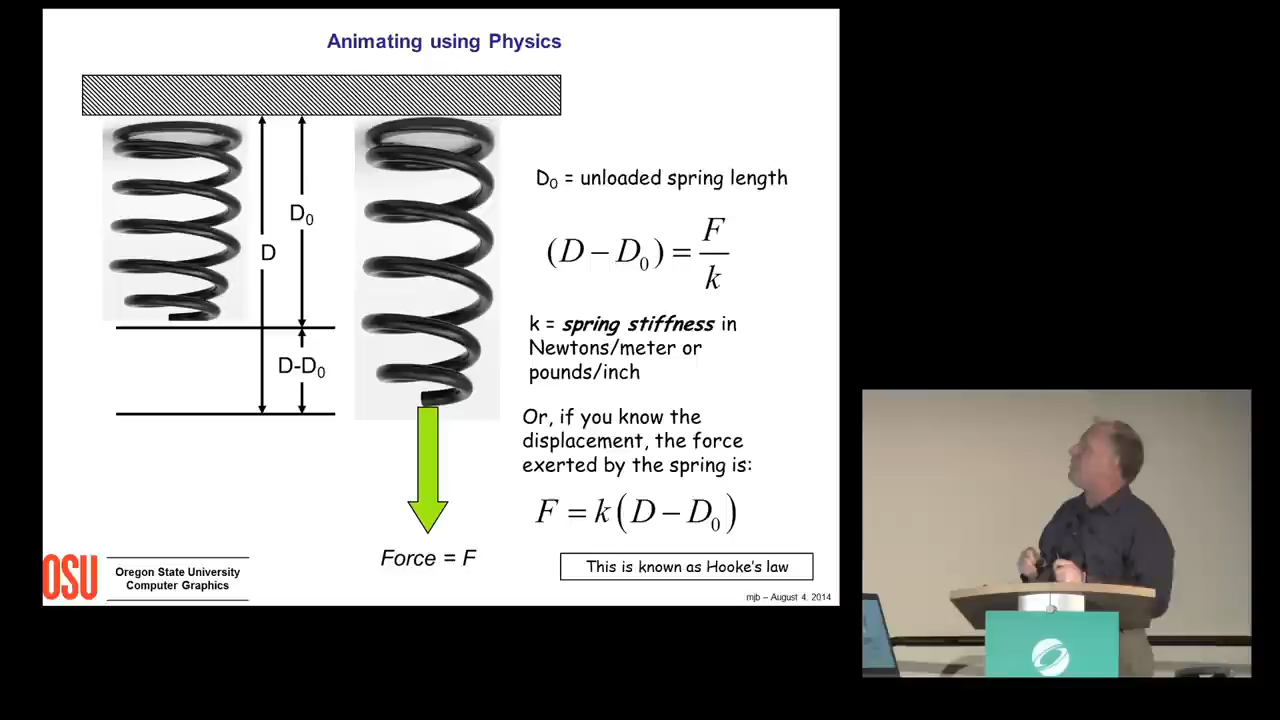 Animating using Physics
D₀
D
D-D₀
D₀ = unloaded spring length
(D − D₀) = F/k
k = spring stiffness in
Newtons/meter or
pounds/inch
Or, if you know the
displacement, the force
exerted by the spring is:
F = k(D − D₀)
Force = F
This is known as Hooke's law
OSU
Oregon State University
Computer Graphics
mjb – August 4, 2014